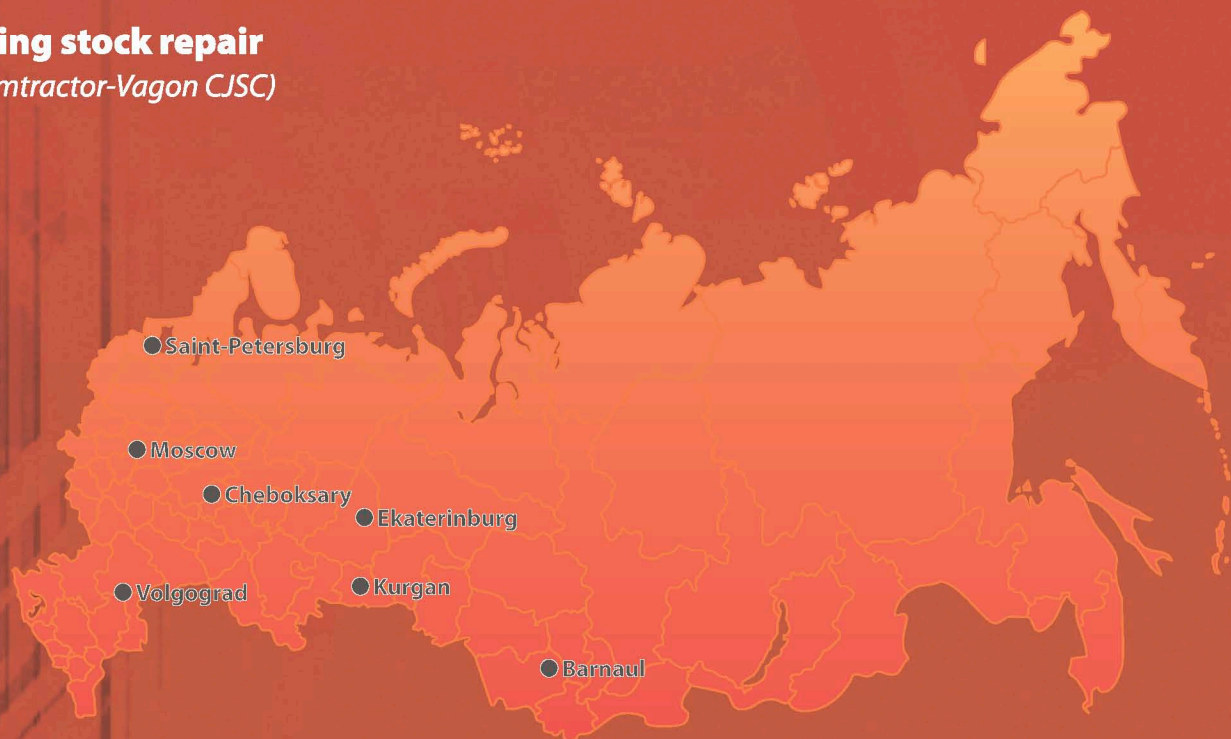 ing stock repair
mtractor-Vagon CJSC)
Saint-Petersburg
Moscow
Cheboksary
Ekaterinburg
Volgograd
Kurgan
Barnaul